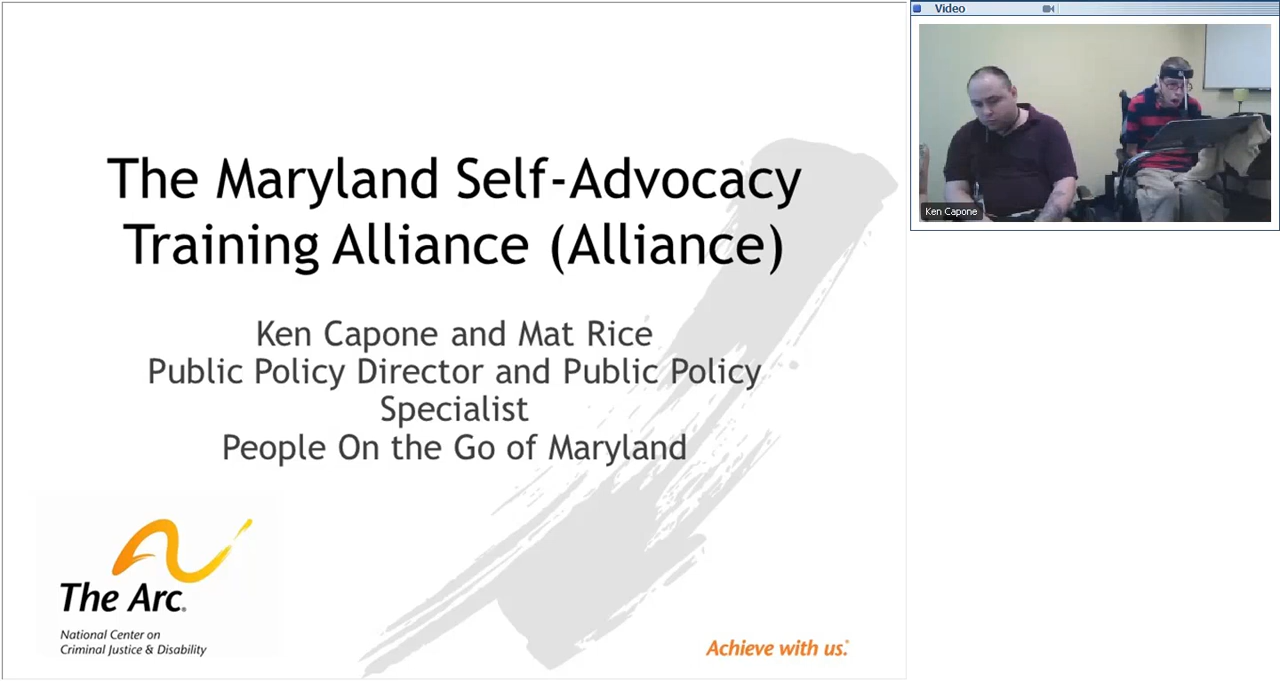 Video
Ken Capone
The Maryland Self-Advocacy
Training Alliance (Alliance)
Ken Capone and Mat Rice
Public Policy Director and Public Policy
Specialist
People On the Go of Maryland
The Arc®
National Center on
Criminal Justice & Disability
Achieve with us.®